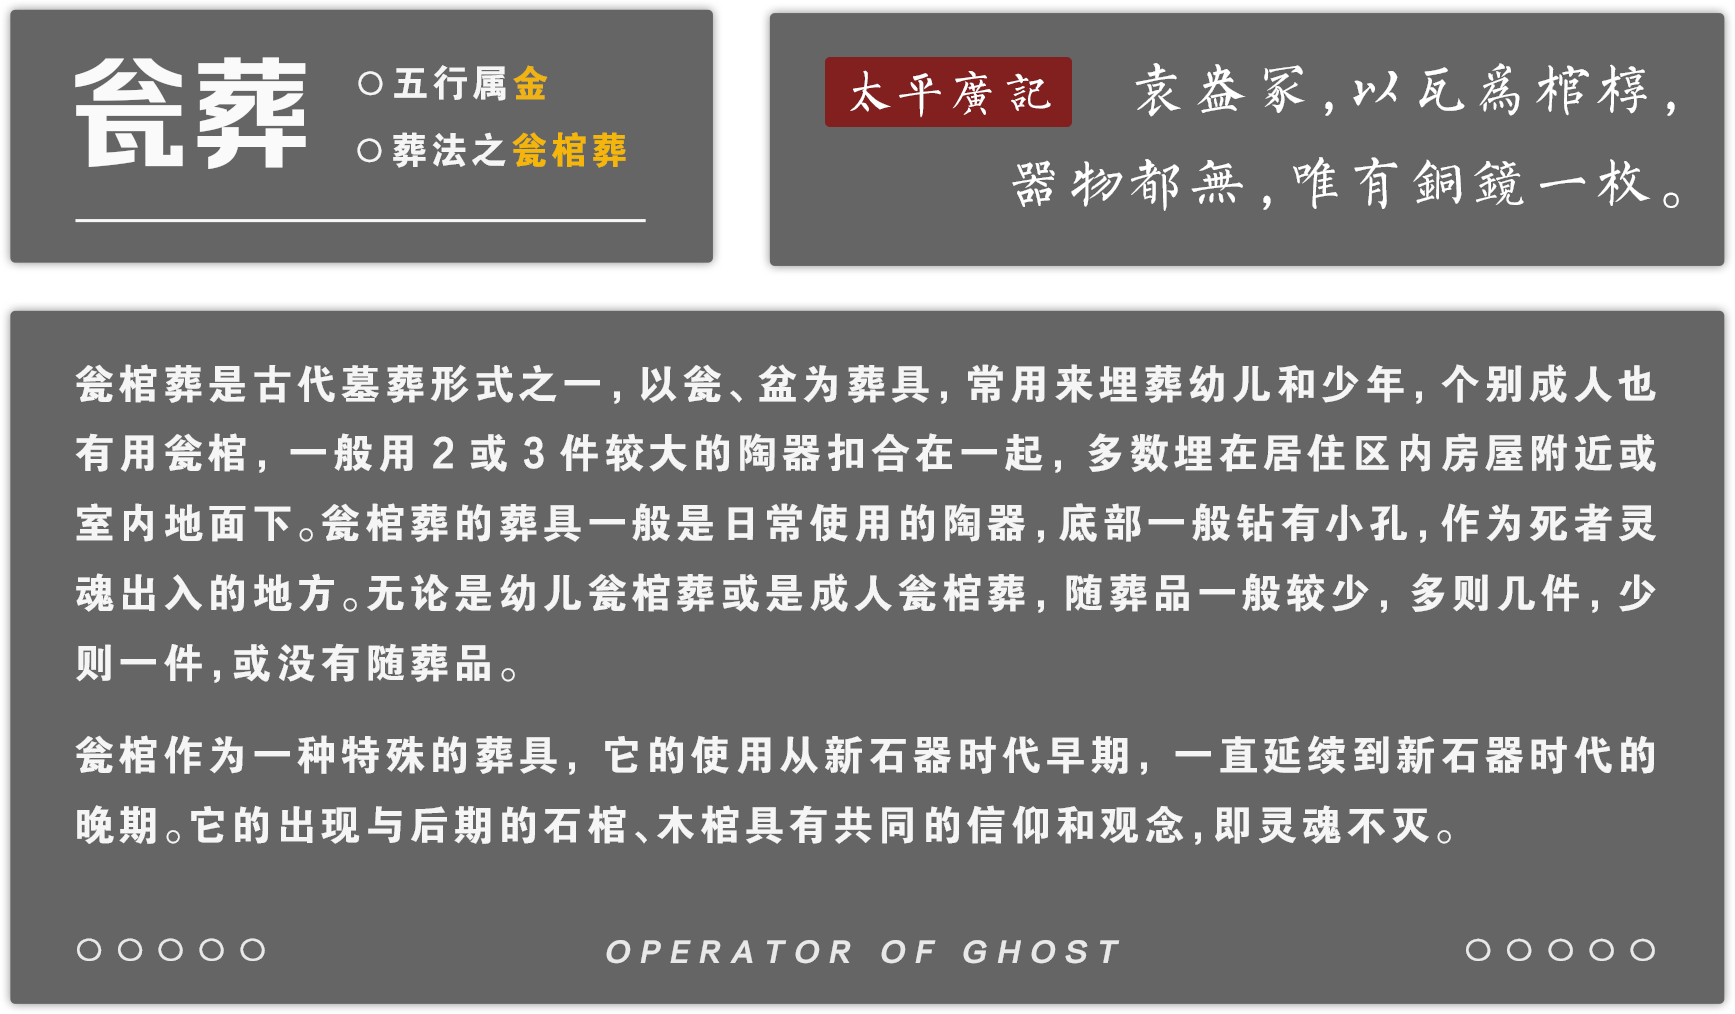 瓮葬
○五行属金
○葬法之瓮棺葬
太平廣記
袁盎冢,以瓦爲棺椁,
器物都無,唯有銅鏡一枚。
瓮棺葬是古代墓葬形式之一,以瓮、盆为葬具,常用来埋葬幼儿和少年,个别成人也
有用瓮棺,一般用2或3件较大的陶器扣合在一起,多数埋在居住区内房屋附近或
室内地面下。瓮棺葬的葬具一般是日常使用的陶器,底部一般钻有小孔,作为死者灵
魂出入的地方。无论是幼儿瓮棺葬或是成人瓮棺葬,随葬品一般较少,多则几件,少
则一件,或没有随葬品。
瓮棺作为一种特殊的葬具,它的使用从新石器时代早期,一直延续到新石器时代的
晚期。它的出现与后期的石棺、木棺具有共同的信仰和观念,即灵魂不灭。
OPERATOR OF GHOST